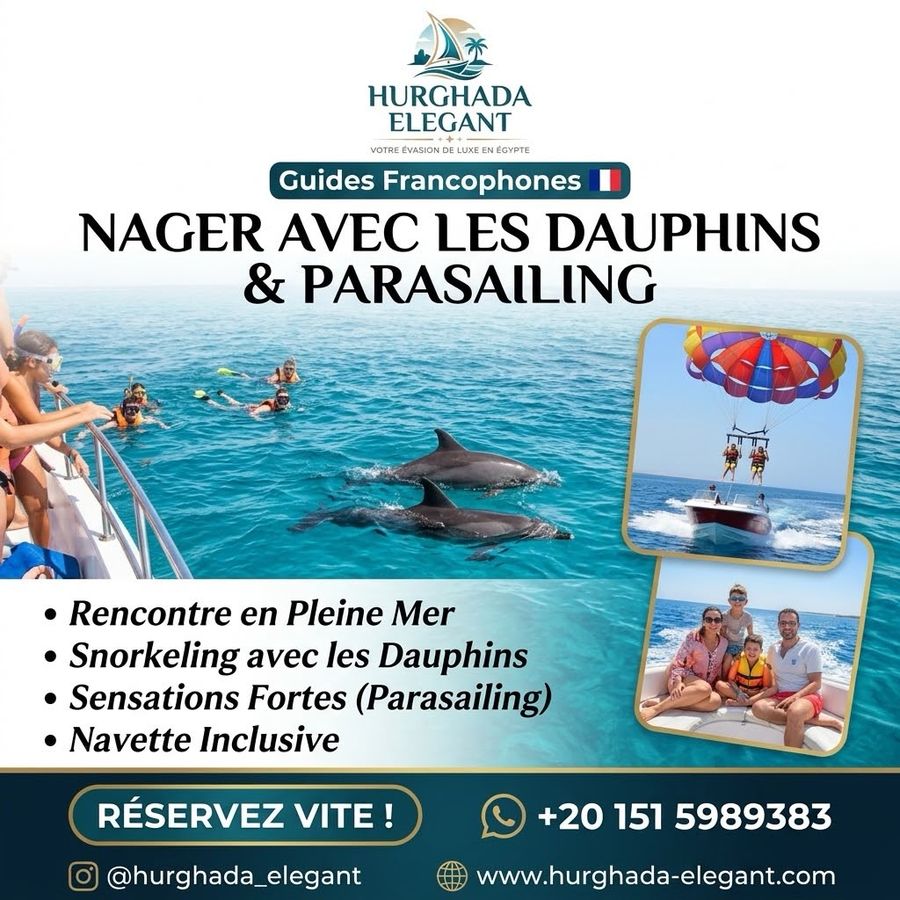 HURGHADA
ELEGANT
VOTRE ÉVASION DE LUXE EN ÉGYPTE
Guides Francophones
NAGER AVEC LES DAUPHINS
& PARASAILING
• Rencontre en Pleine Mer
• Snorkeling avec les Dauphins
• Sensations Fortes (Parasailing)
• Navette Inclusive
RÉSERVEZ VITE !
+20 151 5989383
@hurghada_elegant
www.hurghada-elegant.com